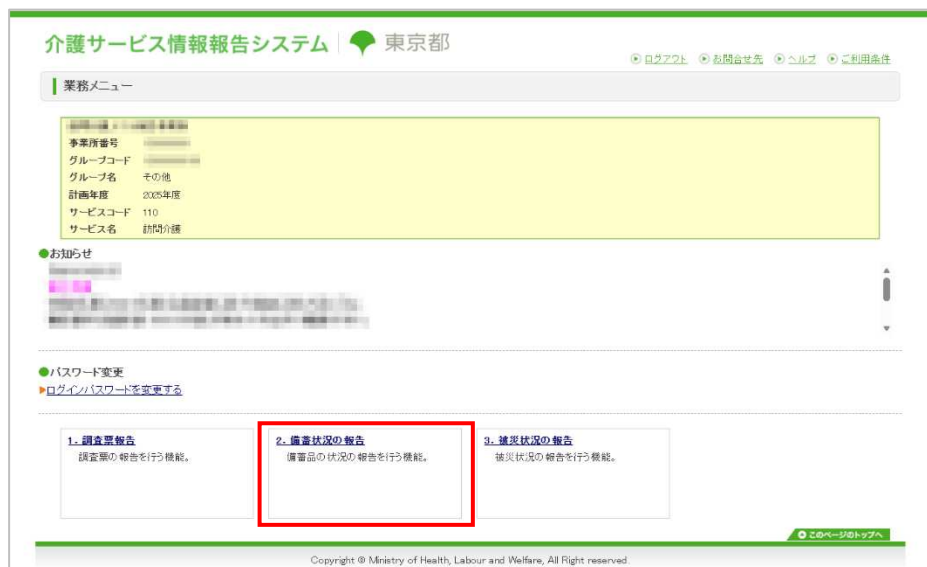 介護サービス情報報告システム 東京都
ログアウト お問合せ先 ヘルプ ご利用条件
業務メニュー
事業所番号
グループコード
グループ名 その他
計画年度 2025年度
サービスコード 110
サービス名 訪問介護
●お知らせ
●パスワード変更
▶ログインパスワードを変更する
1. 調査票報告
調査票の報告を行う機能。
2. 備蓄状況の報告
備蓄品の状況の報告を行う機能。
3. 被災状況の報告
被災状況の報告を行う機能。
このページのトップへ
Copyright © Ministry of Health, Labour and Welfare, All Right reserved.